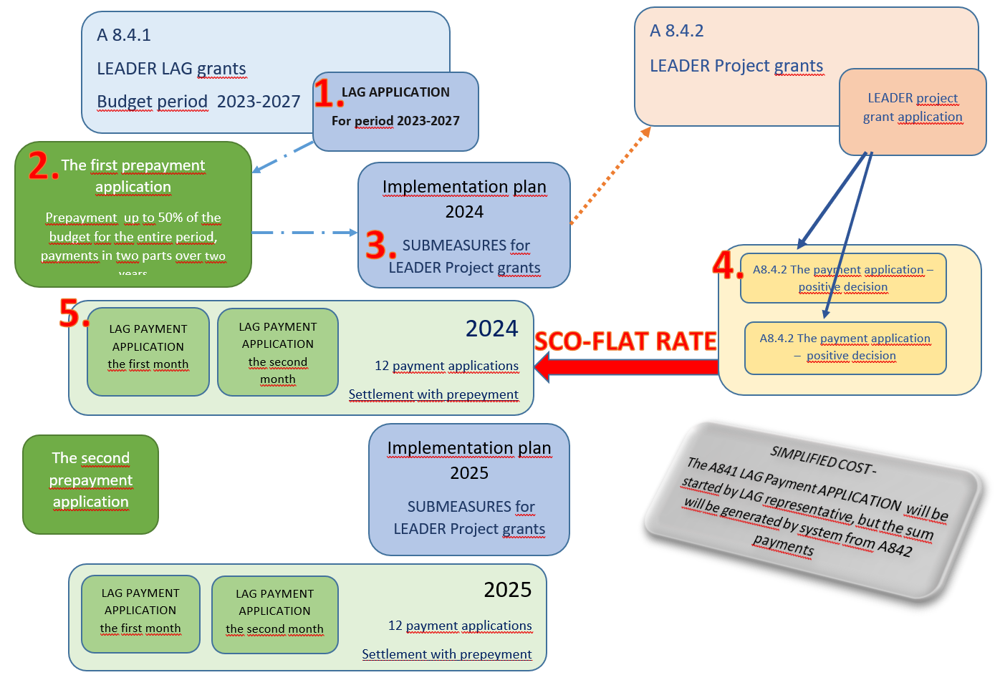 A 8.4.1
LEADER LAG grants
Budget period  2023-2027
1.
LAG APPLICATION
For period 2023-2027
A 8.4.2
LEADER Project grants
LEADER project
grant application
2.
The first prepayment
application
Prepayment  up to 50% of the
budget for the entire period,
payments in two parts over two
years
Implementation plan
2024
3.
SUBMEASURES for
LEADER Project grants
4.
A8.4.2 The payment application –
positive decision
A8.4.2 The payment application
–  positive decision
5.
LAG PAYMENT
APPLICATION
the first month
LAG PAYMENT
APPLICATION
the second
month
2024
12 payment applications
Settlement with prepeyment
SCO-FLAT RATE
The second
prepayment
application
Implementation plan
2025
SUBMEASURES for
LEADER Project grants
SIMPLIFIED COST -
The A841 LAG Payment APPLICATION will be
started by LAG representative, but the sum
will be generated by system from A842
payments
LAG PAYMENT
APPLICATION
the first month
LAG PAYMENT
APPLICATION
the second month
2025
12 payment applications
Settlement with prepeyment